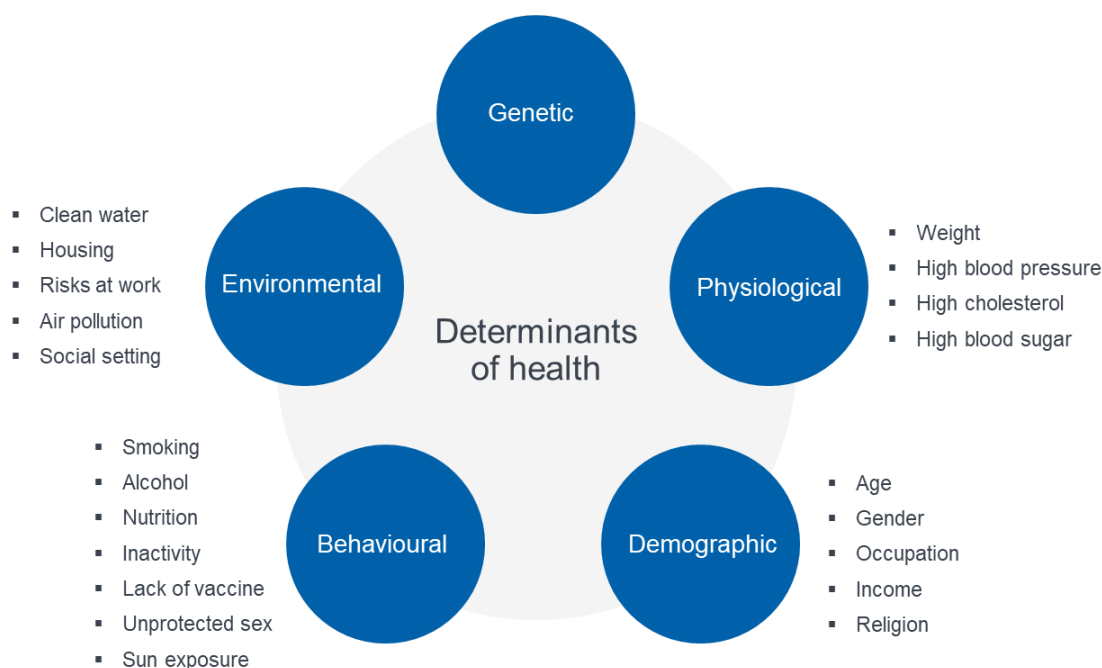 Genetic
Clean water
Housing
Risks at work
Air pollution
Social setting
Environmental
Physiological
Weight
High blood pressure
High cholesterol
High blood sugar
Determinants
of health
Smoking
Alcohol
Nutrition
Inactivity
Lack of vaccine
Unprotected sex
Sun exposure
Behavioural
Demographic
Age
Gender
Occupation
Income
Religion